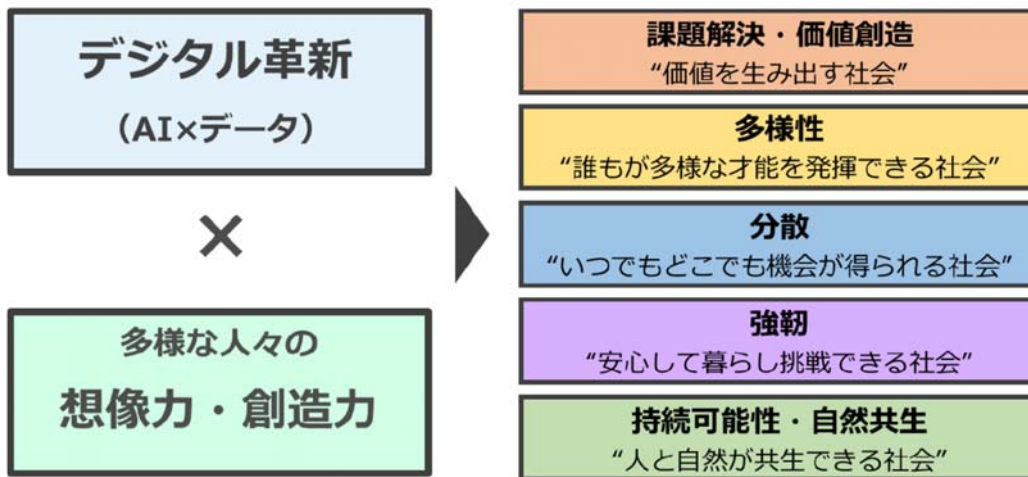 デジタル革新
（AI×データ）
×
多様な人々の
想像力・創造力
課題解決・価値創造
“価値を生み出す社会”
多様性
“誰もが多様な才能を発揮できる社会”
分散
“いつでもどこでも機会が得られる社会”
強靭
“安心して暮らし挑戦できる社会”
持続可能性・自然共生
“人と自然が共生できる社会”